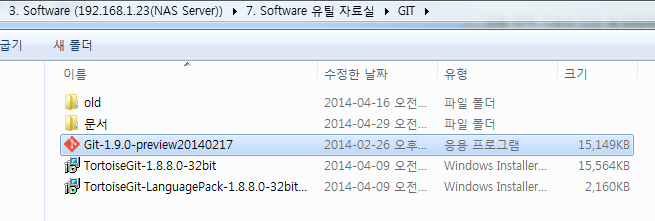 3. Software (192.168.1.23(NAS Server)) ▸ 7. Software 유틸 자료실 ▸ GIT ▸
굽기 새 폴더
이름 수정한 날짜 유형 크기
old 2014-04-16 오전... 파일 폴더
문서 2014-04-29 오전... 파일 폴더
Git-1.9.0-preview20140217 2014-02-26 오후... 응용 프로그램 15,149KB
TortoiseGit-1.8.8.0-32bit 2014-04-09 오전... Windows Installer... 15,564KB
TortoiseGit-LanguagePack-1.8.8.0-32bit... 2014-04-09 오전... Windows Installer... 2,160KB